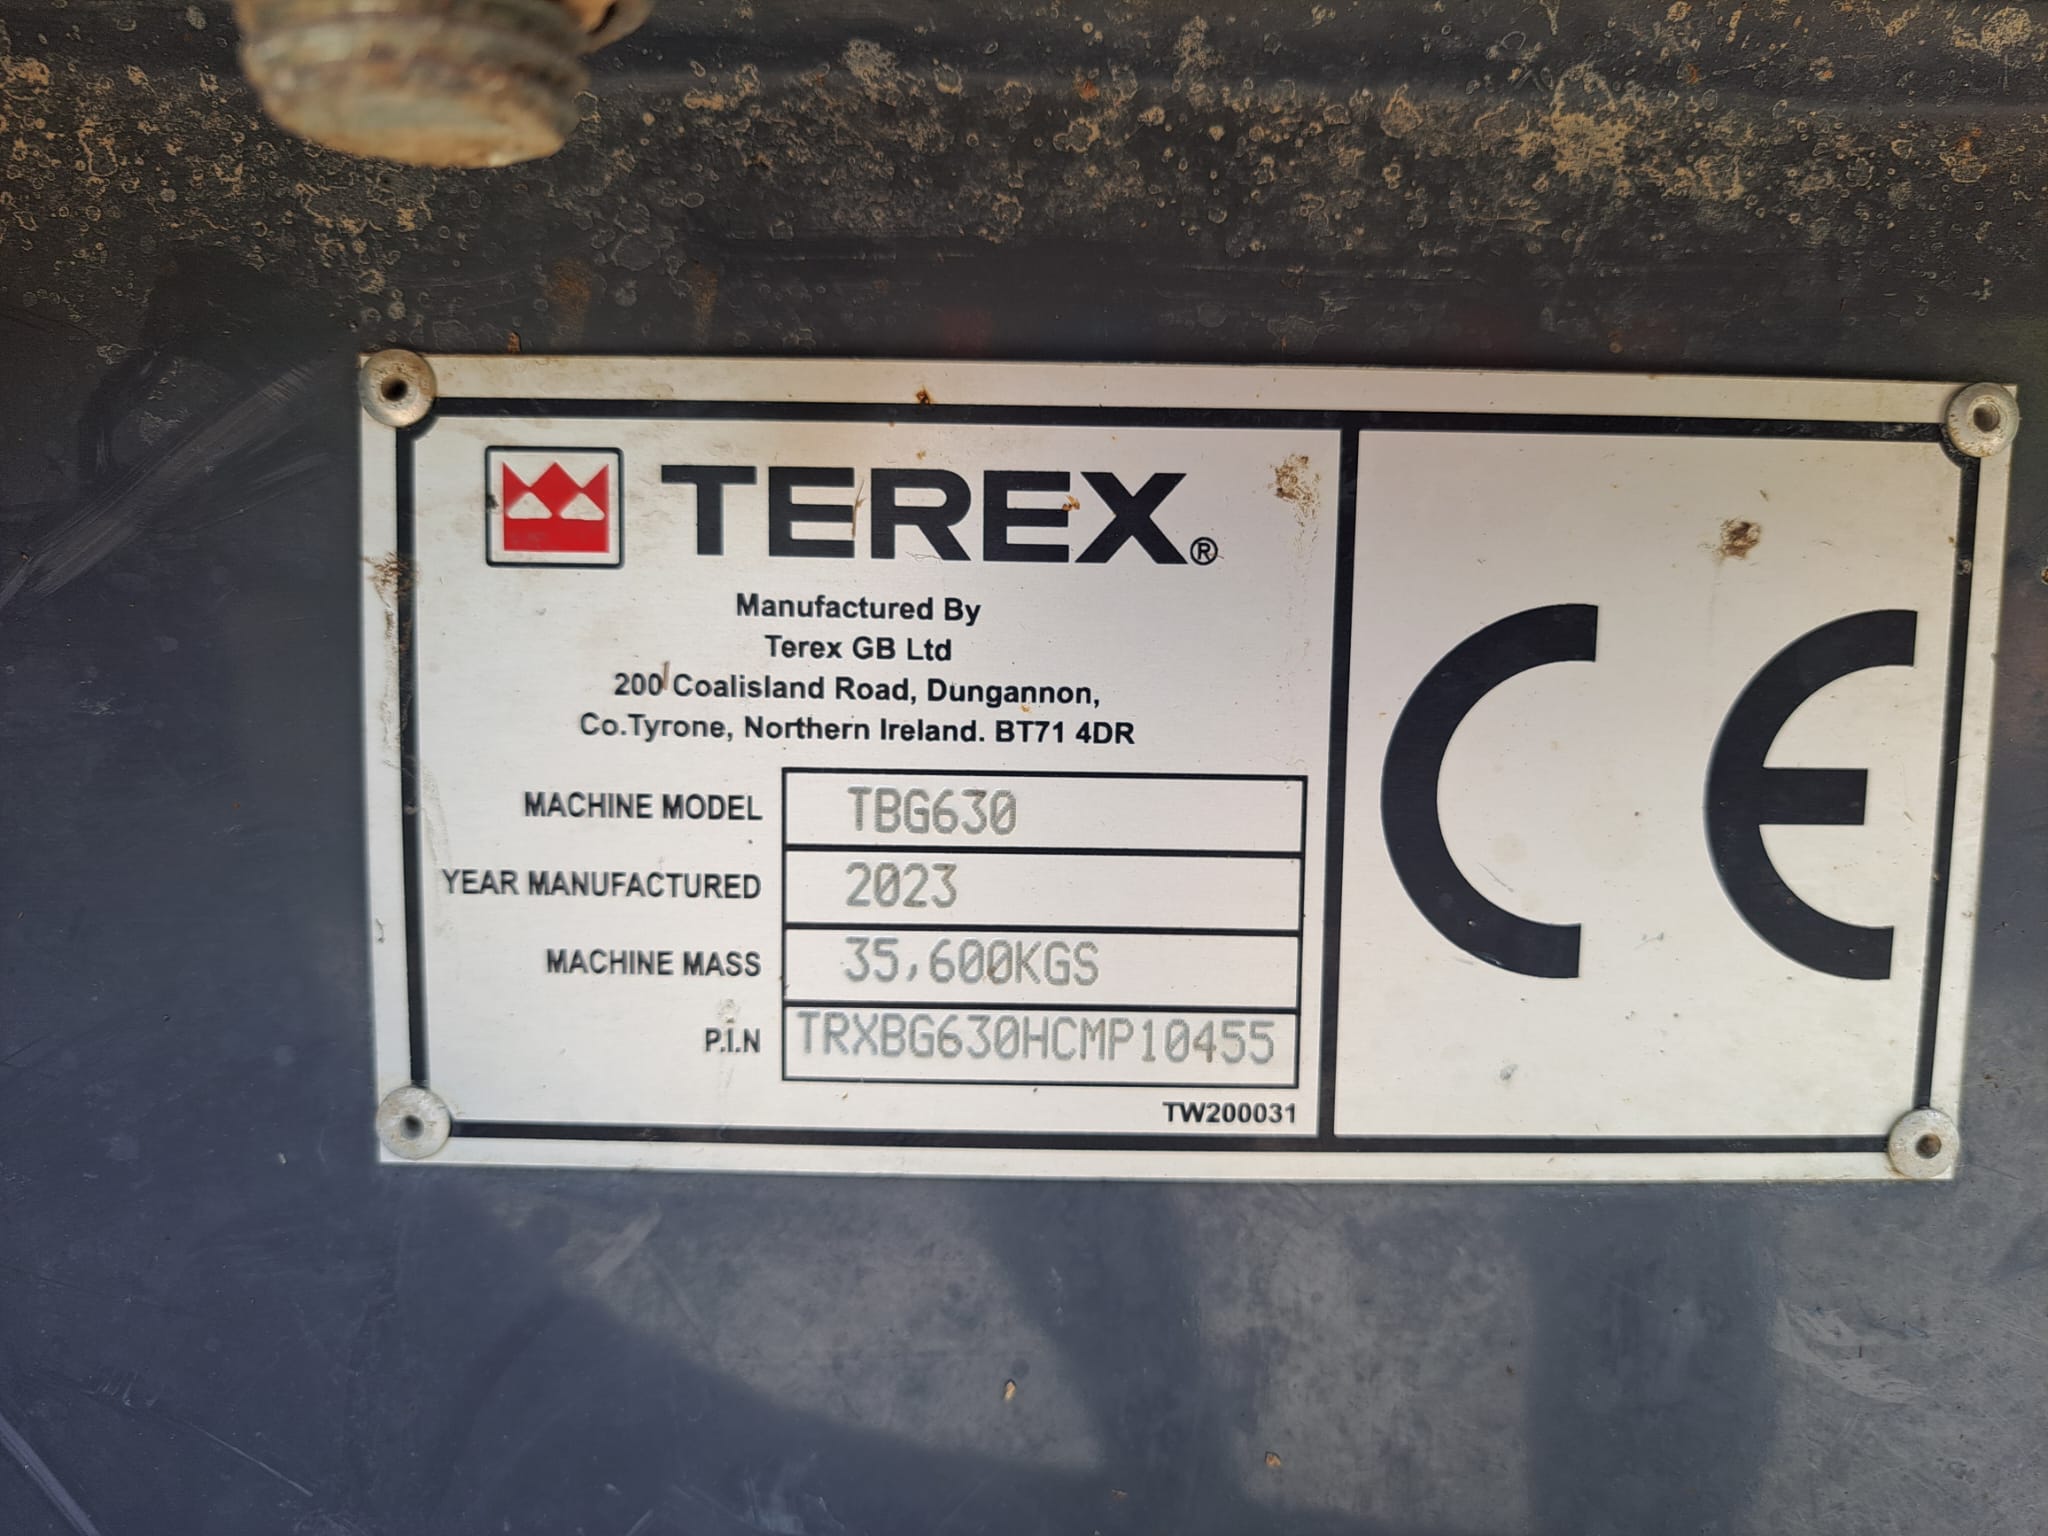 TEREX®
Manufactured By
Terex GB Ltd
200 Coalisland Road, Dungannon,
Co.Tyrone, Northern Ireland. BT71 4DR
MACHINE MODEL TBG630
YEAR MANUFACTURED 2023
MACHINE MASS 35,600KGS
P.I.N TRXBG630HCMP10455
TW200031
CE